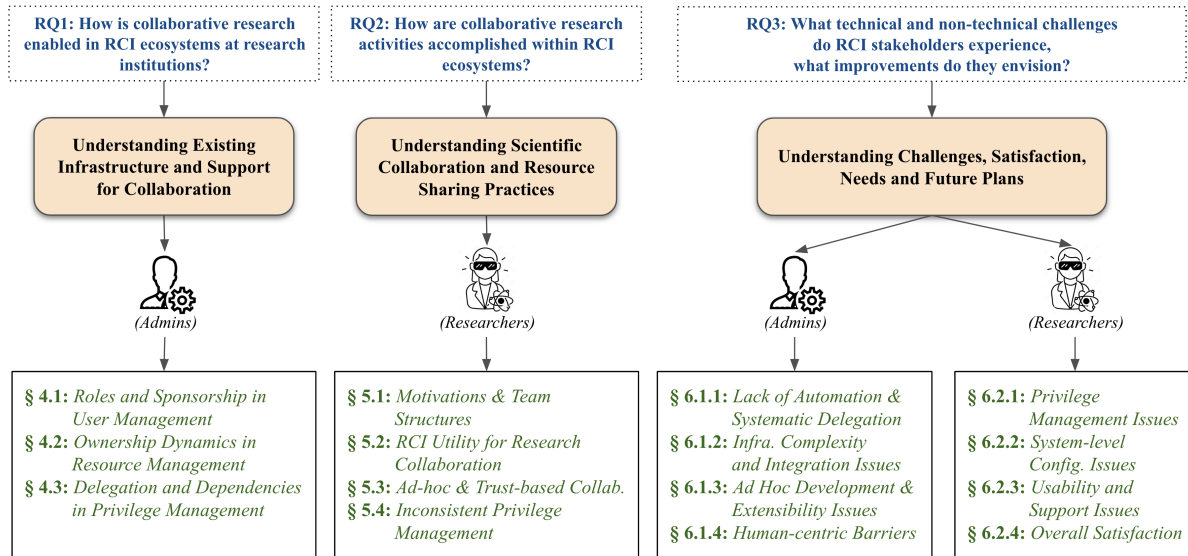 RQ1: How is collaborative research
enabled in RCI ecosystems at research
institutions?
RQ2: How are collaborative research
activities accomplished within RCI
ecosystems?
RQ3: What technical and non-technical challenges
do RCI stakeholders experience,
what improvements do they envision?
Understanding Existing
Infrastructure and Support
for Collaboration
Understanding Scientific
Collaboration and Resource
Sharing Practices
Understanding Challenges, Satisfaction,
Needs and Future Plans
(Admins)
(Researchers)
(Admins)
(Researchers)
§ 4.1: Roles and Sponsorship in
User Management
§ 4.2: Ownership Dynamics in
Resource Management
§ 4.3: Delegation and Dependencies
in Privilege Management
§ 5.1: Motivations & Team
Structures
§ 5.2: RCI Utility for Research
Collaboration
§ 5.3: Ad-hoc & Trust-based Collab.
§ 5.4: Inconsistent Privilege
Management
§ 6.1.1: Lack of Automation &
Systematic Delegation
§ 6.1.2: Infra. Complexity
and Integration Issues
§ 6.1.3: Ad Hoc Development &
Extensibility Issues
§ 6.1.4: Human-centric Barriers
§ 6.2.1: Privilege
Management Issues
§ 6.2.2: System-level
Config. Issues
§ 6.2.3: Usability and
Support Issues
§ 6.2.4: Overall Satisfaction